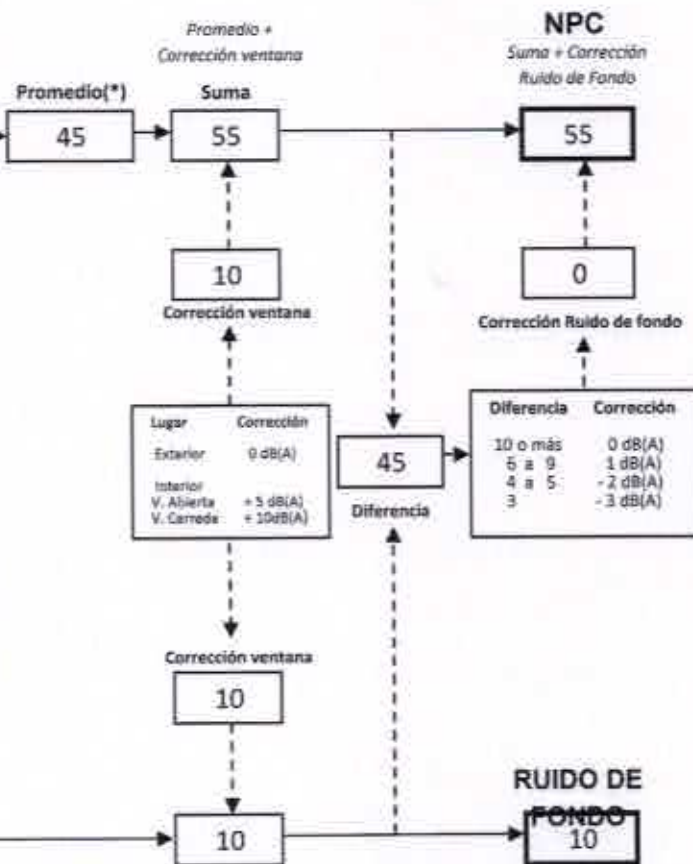 Promedio +
Corrección ventana
NPC
Suma + Corrección
Ruido de Fondo
Promedio(*)
Suma
45
55
55
10
0
Corrección ventana
Corrección Ruido de fondo
Lugar Corrección
Exterior 0 dB(A)
Interior
V. Abierta + 5 dB(A)
V. Cerrada + 10dB(A)
45
Diferencia
Diferencia Corrección
10 o más 0 dB(A)
6 a 9 1 dB(A)
4 a 5 - 2 dB(A)
3 - 3 dB(A)
Corrección ventana
10
RUIDO DE
FONDO
10
10